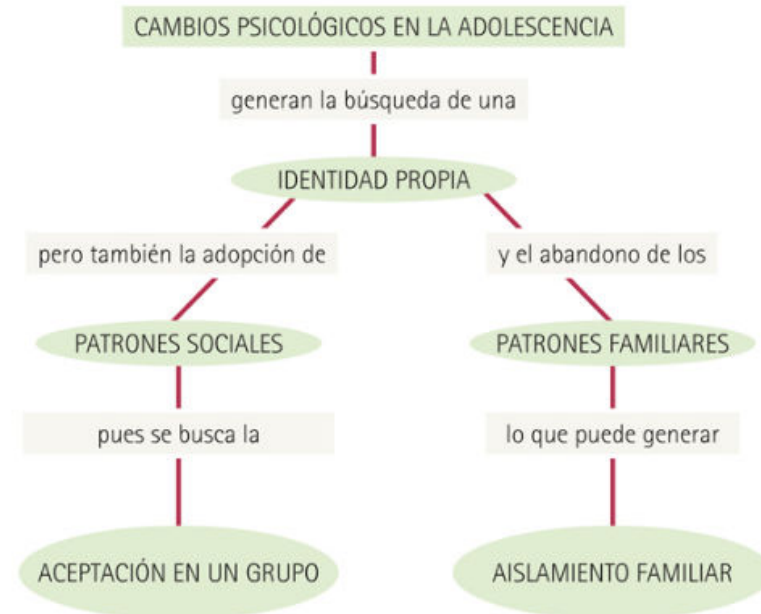 CAMBIOS PSICOLÓGICOS EN LA ADOLESCENCIA
generan la búsqueda de una
IDENTIDAD PROPIA
pero también la adopción de
y el abandono de los
PATRONES SOCIALES
PATRONES FAMILIARES
pues se busca la
lo que puede generar
ACEPTACIÓN EN UN GRUPO
AISLAMIENTO FAMILIAR